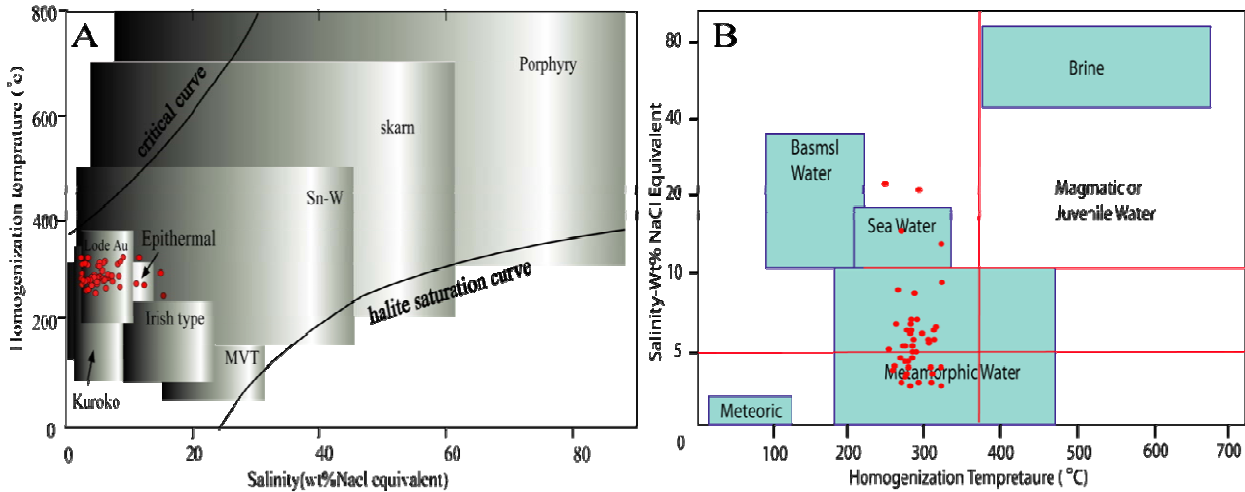 A
800
600
400
200
0
Homogenization temprature (°c)
critical curve
Porphyry
skarn
Sn-W
Lode Au
Epithermal
halite saturation curve
Irish type
MVT
Kuroko
0
20
40
60
80
Salinity(wt%Nacl equivalent)
B
80
60
40
20
10
5
0
Salinity-Wt% NaCl Equivalent
Brine
Basmsl
Water
Magmatic or
Juvenile Water
Sea Water
Metamorphic Water
Meteoric
100
200
300
400
500
600
700
Homogenization Tempretaure (°C)